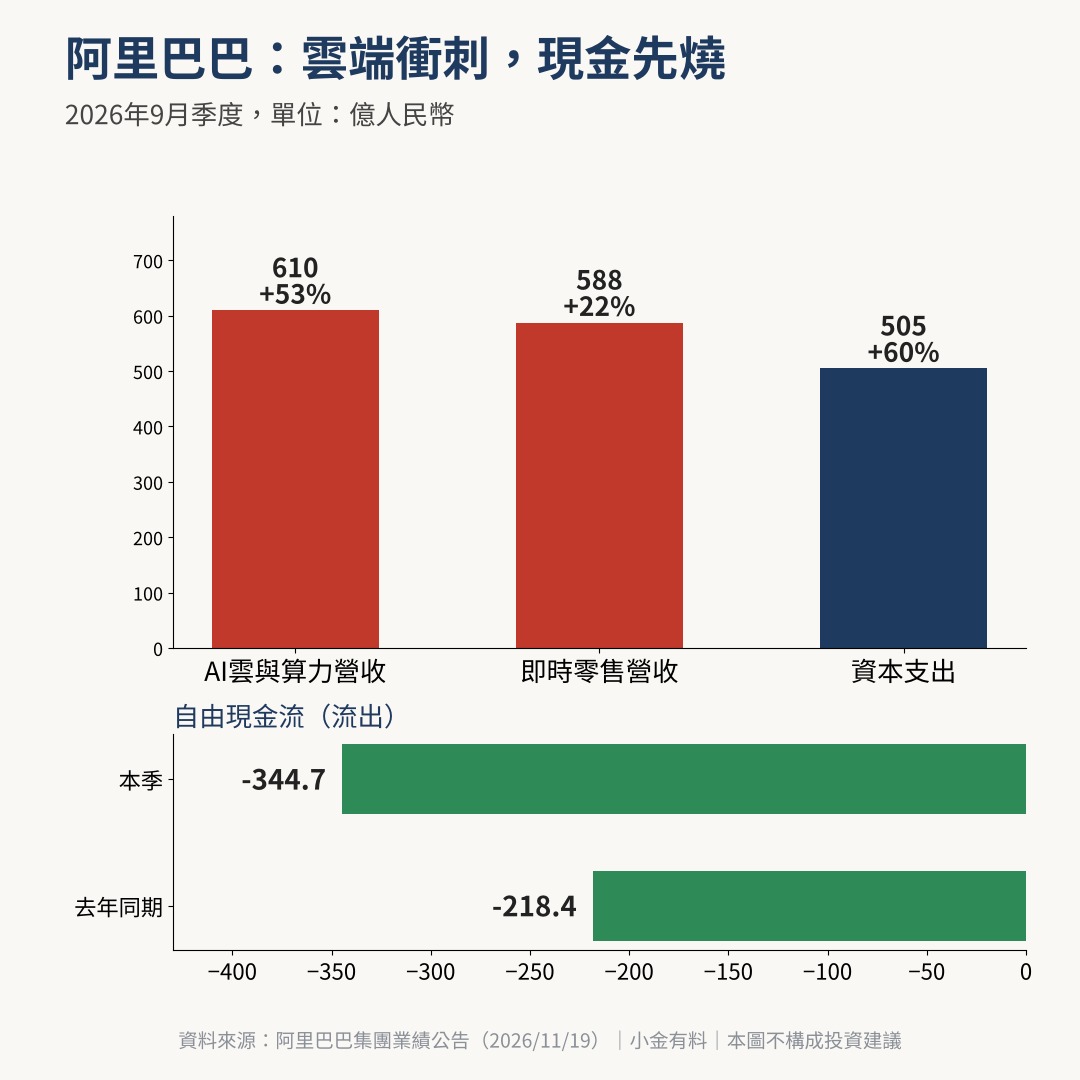 阿里巴巴：雲端衝刺，現金先燒
2026年9月季度，單位：億人民幣
700
600
500
400
300
200
100
0
610
+53%
588
+22%
505
+60%
AI雲與算力營收
即時零售營收
資本支出
自由現金流（流出）
本季
-344.7
去年同期
-218.4
−400 −350 −300 −250 −200 −150 −100 −50 0
資料來源：阿里巴巴集團業績公告（2026/11/19）｜小金有料｜本圖不構成投資建議